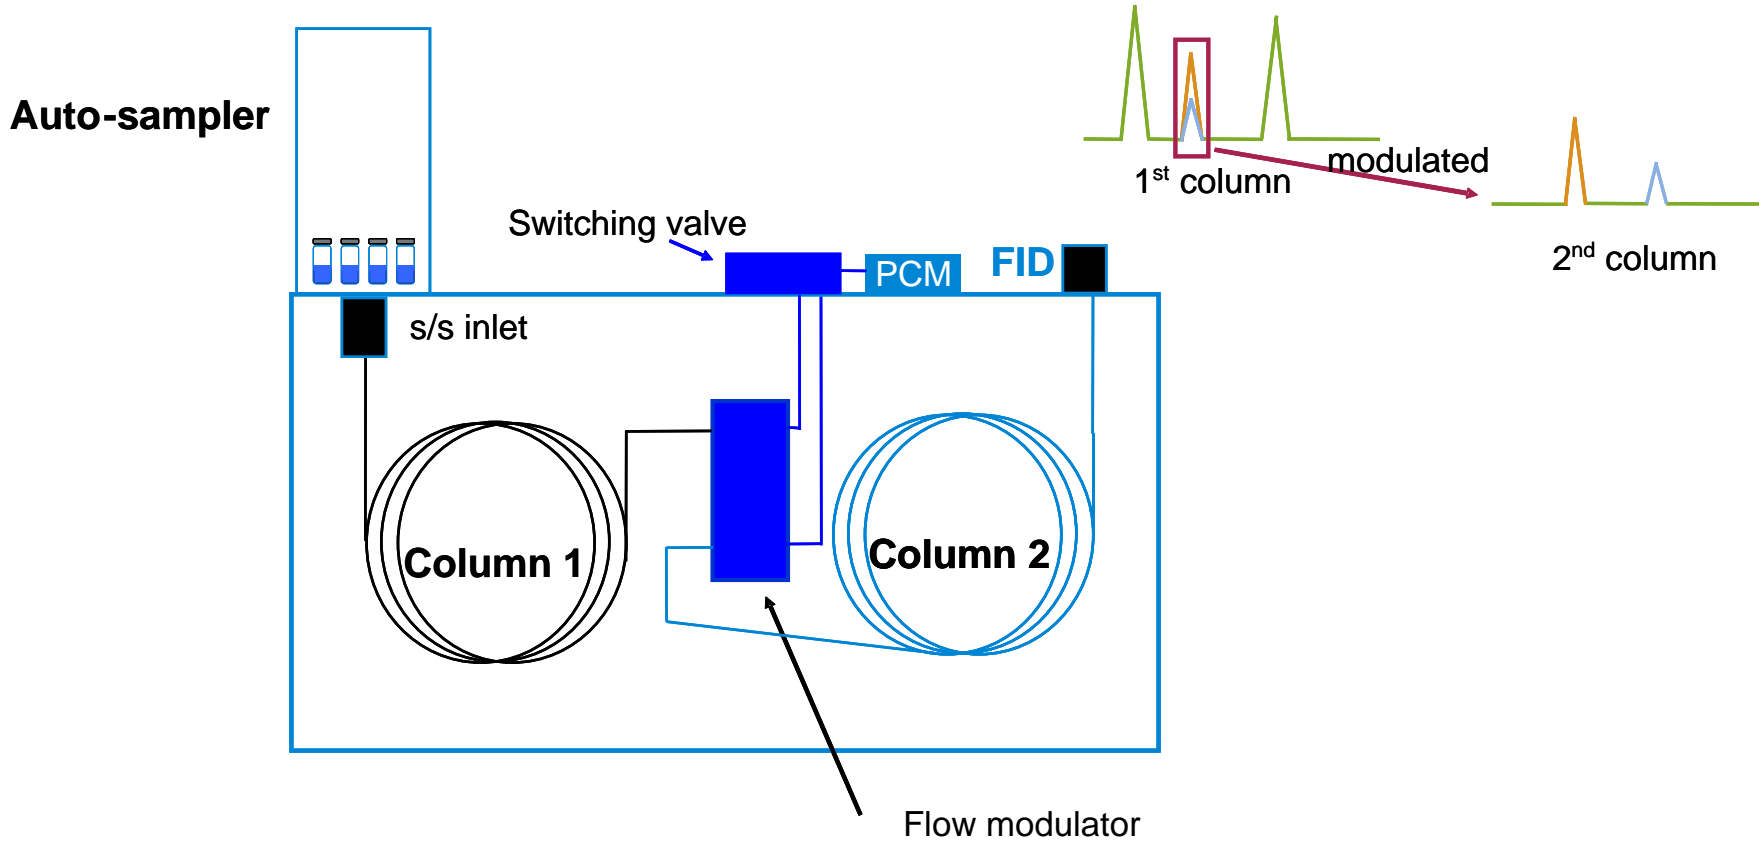 Auto-sampler
modulated
1st column
Switching valve
2nd column
FID
PCM
s/s inlet
Column 1
Column 2
Flow modulator